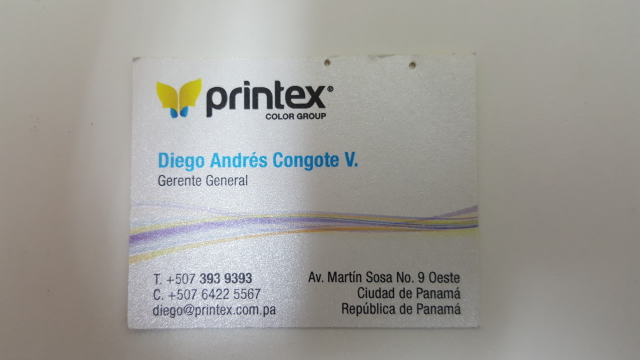 printex®
COLOR GROUP
Diego Andrés Congote V.
Gerente General
T. +507 393 9393
C. +507 6422 5567
diego@printex.com.pa
Av. Martín Sosa No. 9 Oeste
Ciudad de Panamá
República de Panamá